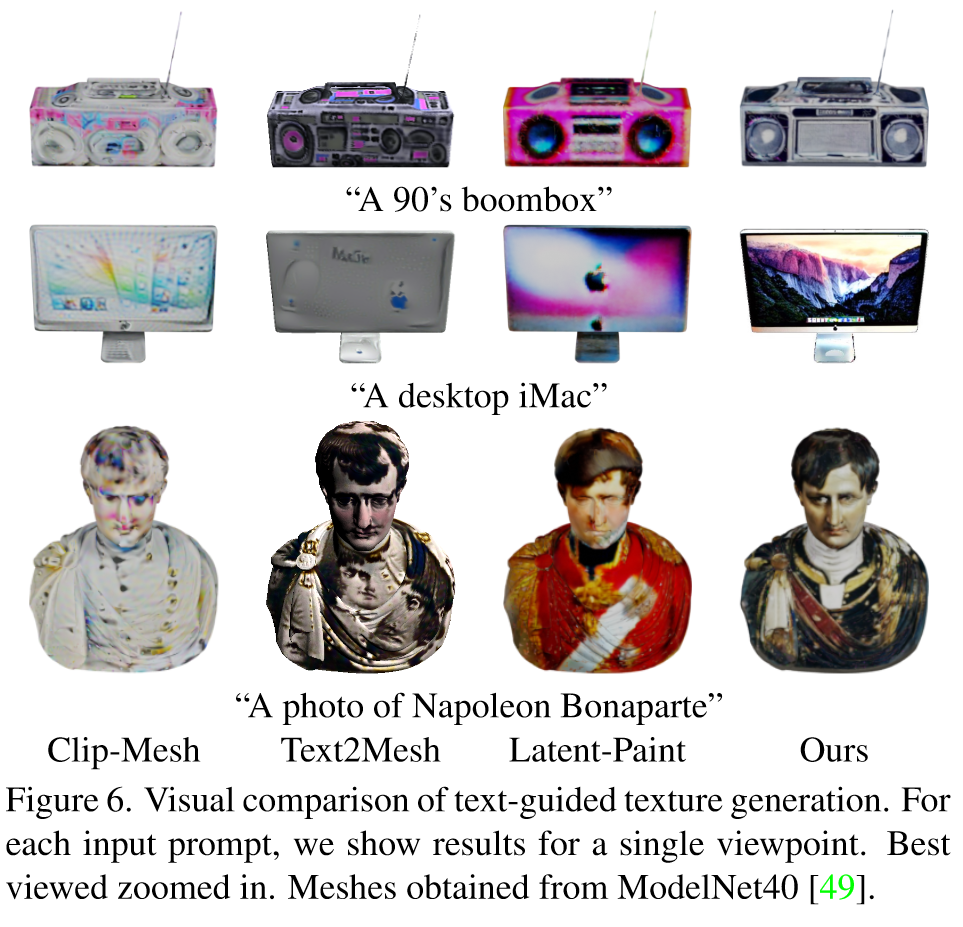 “A 90’s boombox”
“A desktop iMac”
“A photo of Napoleon Bonaparte”
Clip-Mesh Text2Mesh Latent-Paint Ours
Figure 6. Visual comparison of text-guided texture generation. For
each input prompt, we show results for a single viewpoint. Best
viewed zoomed in. Meshes obtained from ModelNet40 [49].